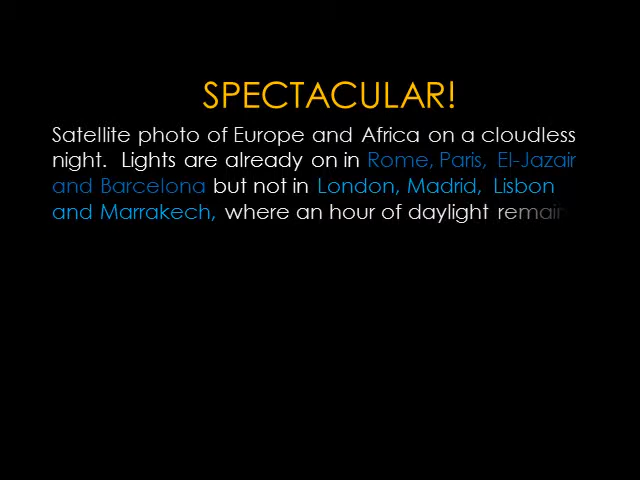 SPECTACULAR!
Satellite photo of Europe and Africa on a cloudless
night. Lights are already on in Rome, Paris, El-Jazair
and Barcelona but not in London, Madrid, Lisbon
and Marrakech, where an hour of daylight remain